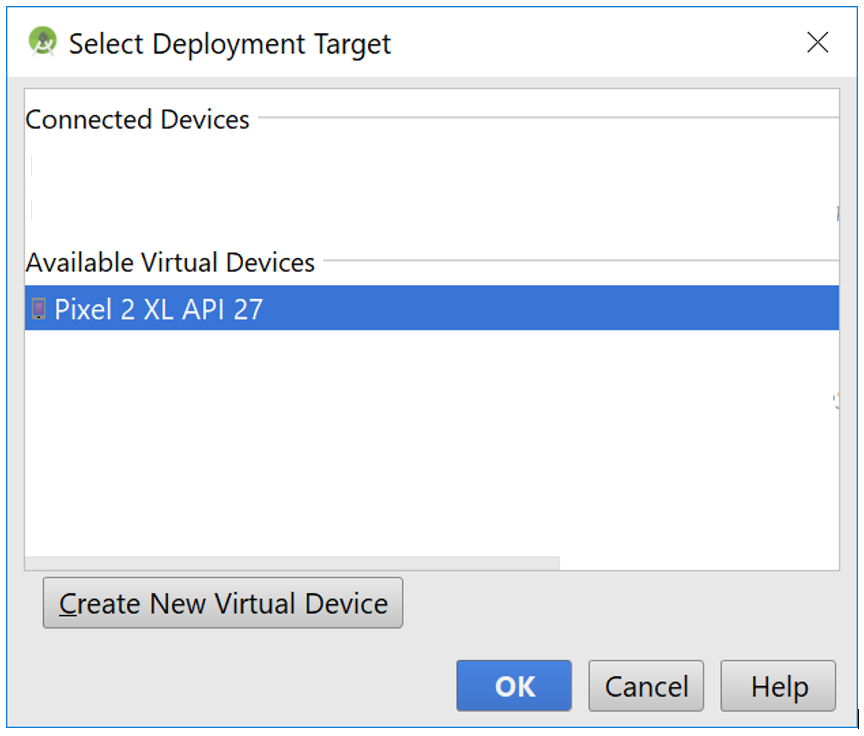 Select Deployment Target
Connected Devices
Available Virtual Devices
Pixel 2 XL API 27
Create New Virtual Device
OK Cancel Help